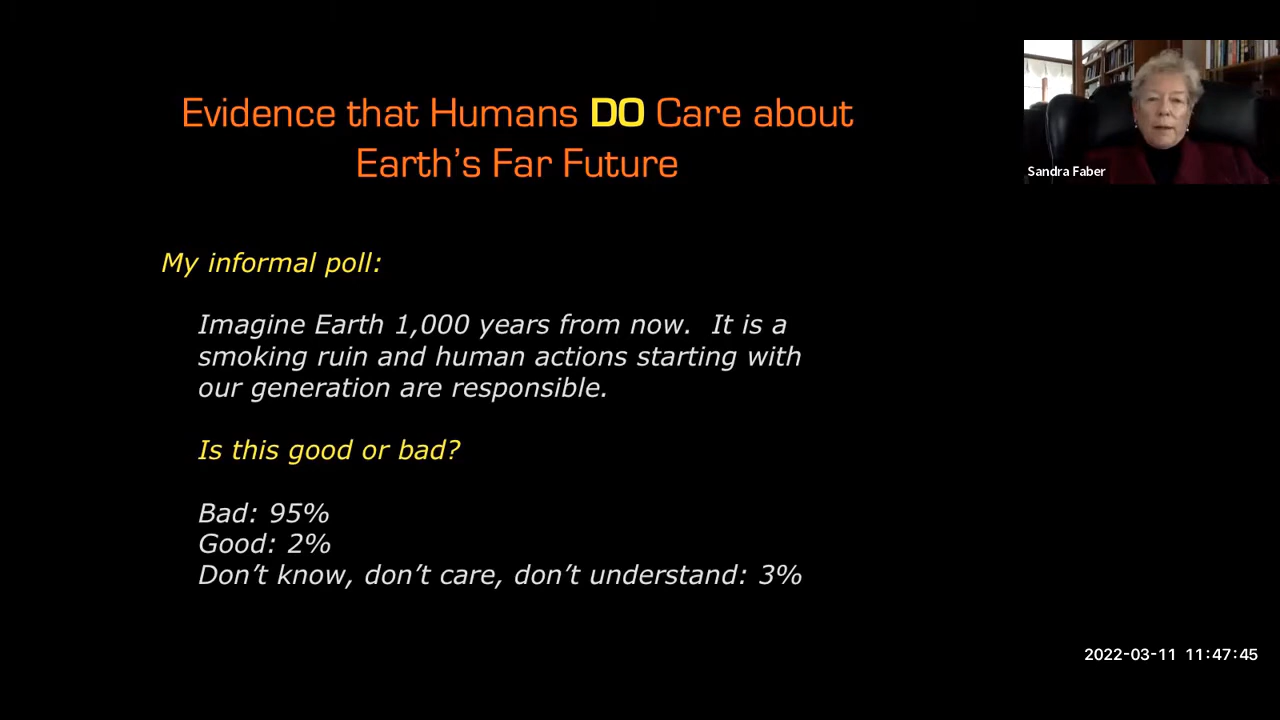 Evidence that Humans DO Care about
Earth's Far Future
Sandra Faber
My informal poll:
Imagine Earth 1,000 years from now.  It is a
smoking ruin and human actions starting with
our generation are responsible.
Is this good or bad?
Bad: 95%
Good: 2%
Don't know, don't care, don't understand: 3%
2022-03-11 11:47:45